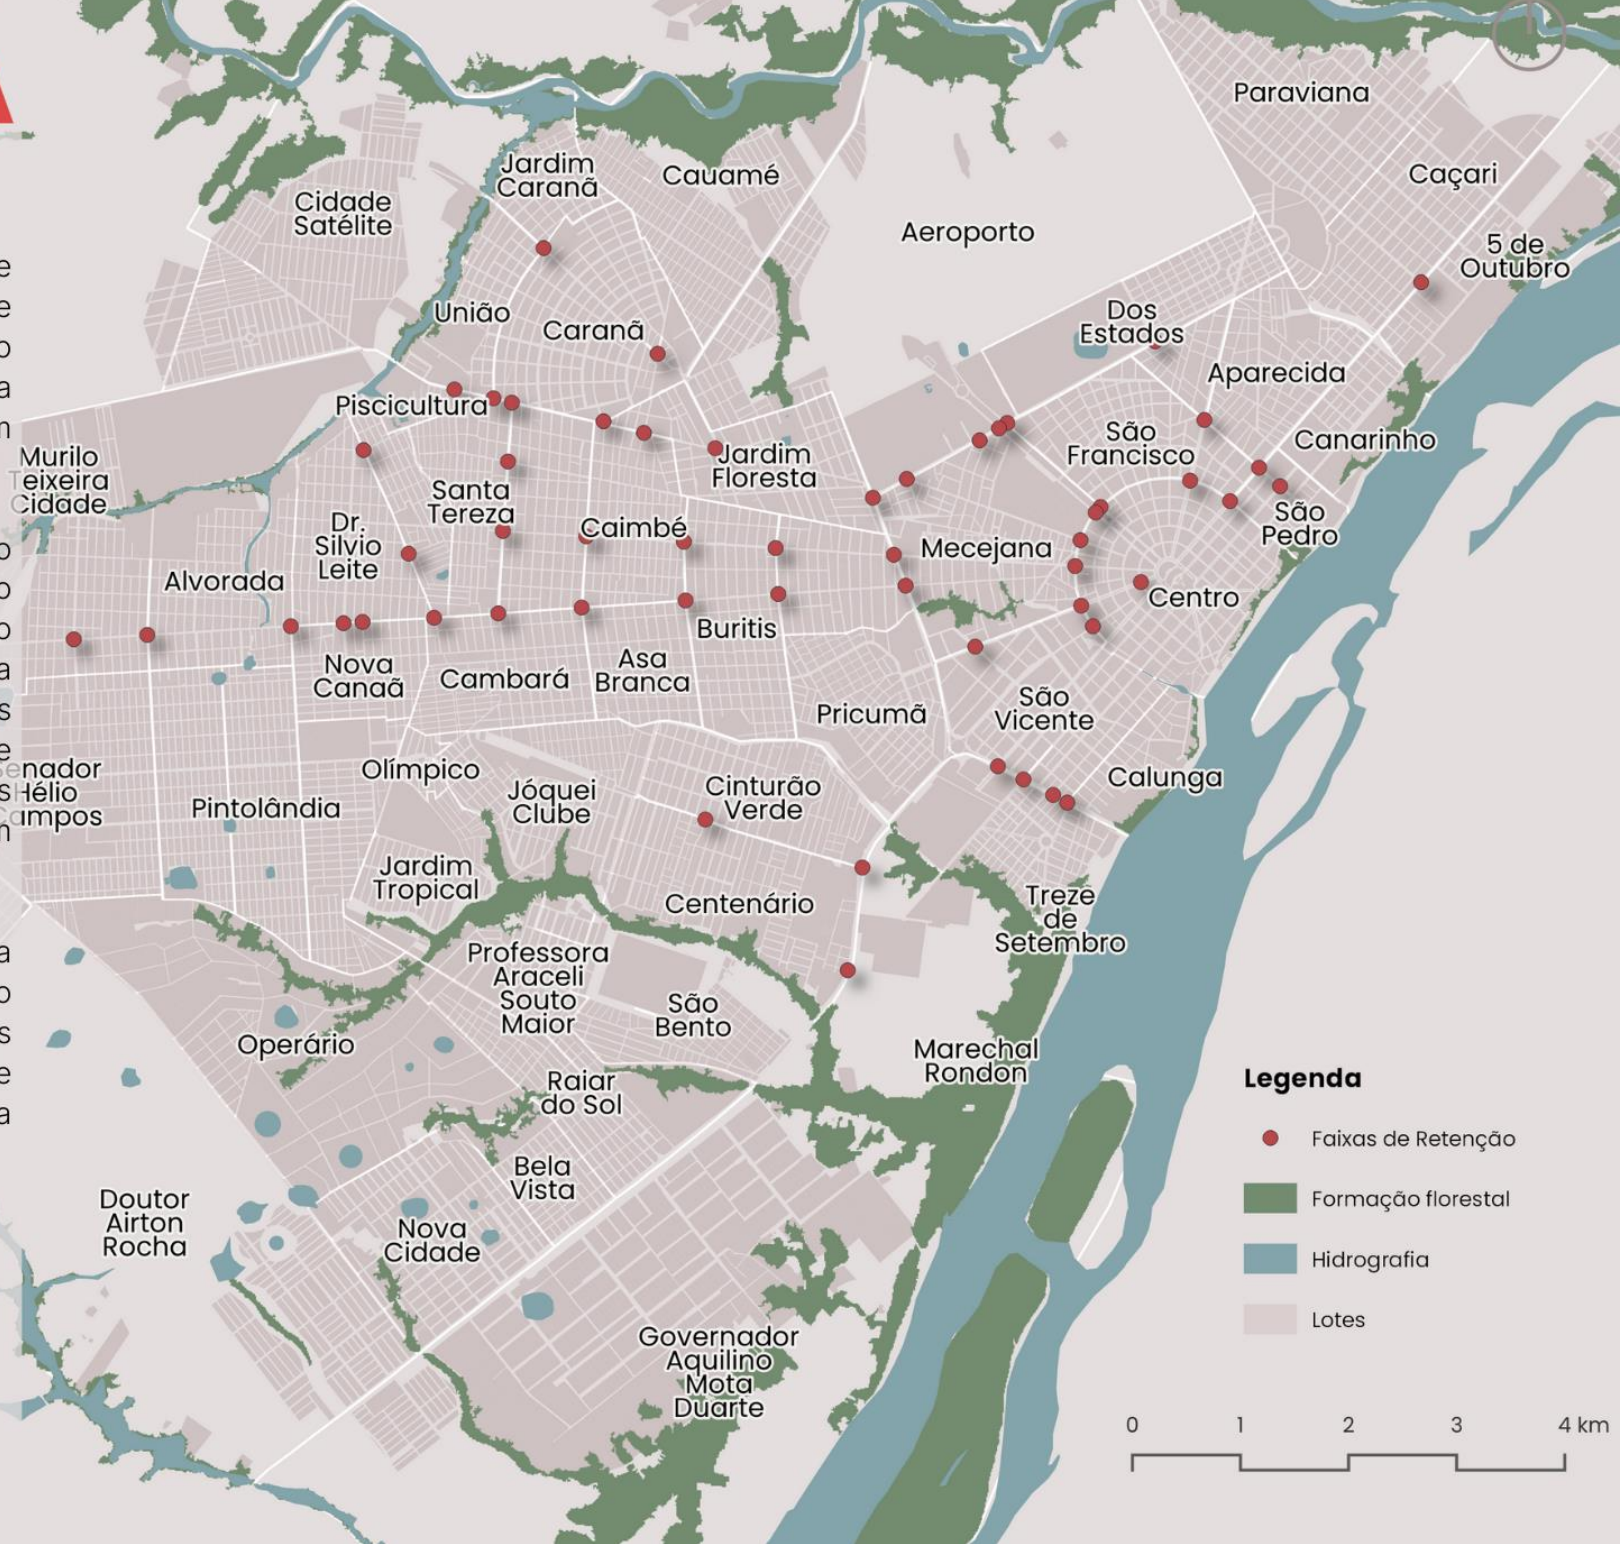 Paraviana
Jardim
Caranã
Cauamé
Caçari
Cidade
Satélite
Aeroporto
5 de
Outubro
União
Caranã
Dos
Estados
Aparecida
Piscicultura
São
Francisco
Canarinho
Murilo
Teixeira
Cidade
Jardim
Floresta
Santa
Tereza
Dr.
Silvio
Leite
Caimbé
São
Pedro
Mecejana
Alvorada
Centro
Buritis
Nova
Canaã
Cambará
Asa
Branca
Pricumã
São
Vicente
Senador
Hélio
Campos
Olímpico
Pintolândia
Jóquei
Clube
Cinturão
Verde
Calunga
Jardim
Tropical
Centenário
Treze
de
Setembro
Professora
Araceli
Souto
Maior
São
Bento
Operário
Marechal
Rondon
Raiar
do Sol
Bela
Vista
Doutor
Airton
Rocha
Nova
Cidade
Governador
Aquilino
Mota
Duarte
Legenda
Faixas de Retenção
Formação florestal
Hidrografia
Lotes
0 1 2 3 4 km